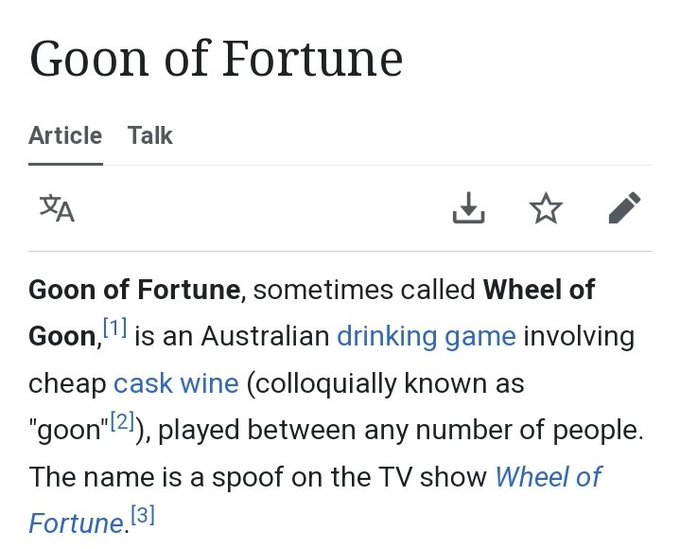 Goon of Fortune
Article Talk
文A
Goon of Fortune, sometimes called Wheel of
Goon,[1] is an Australian drinking game involving
cheap cask wine (colloquially known as
"goon"[2]), played between any number of people.
The name is a spoof on the TV show Wheel of
Fortune.[3]